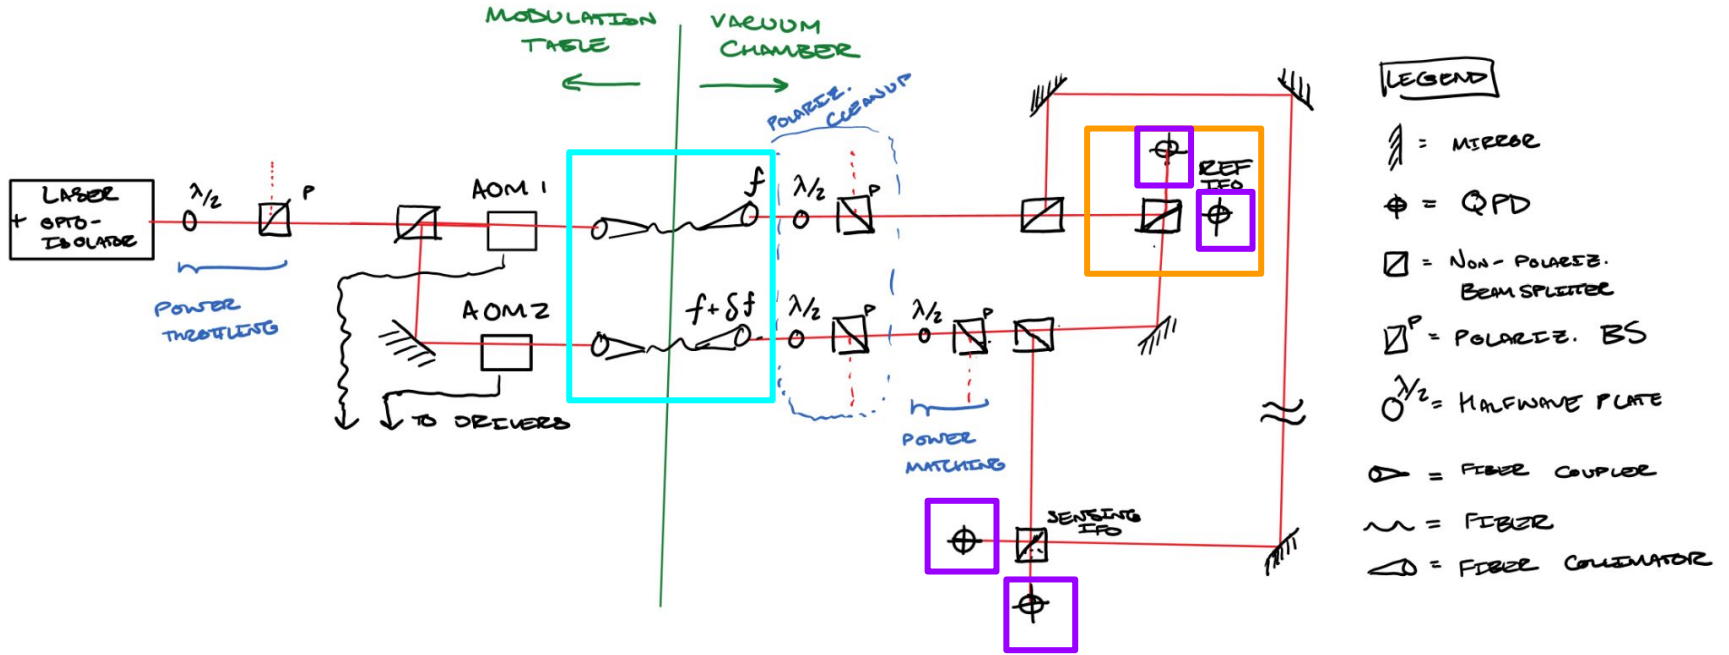 MODULATION
TABLE
VACUUM
CHAMBER
POLARIZ.
CLEANUP
LASER
+ OPTO-
ISOLATOR
λ/2
P
POWER
THROTTLING
AOM 1
AOM 2
TO DRIVERS
f
f + δf
λ/2
P
λ/2
P
λ/2
P
POWER
MATCHING
REF
IFO
SENSING
IFO
LEGEND
= MIRROR
= QPD
= NON-POLARIZ.
BEAMSPLITTER
P = POLARIZ. BS
λ/2 = HALFWAVE PLATE
= FIBER COUPLER
= FIBER
= FIBER COLLIMATOR